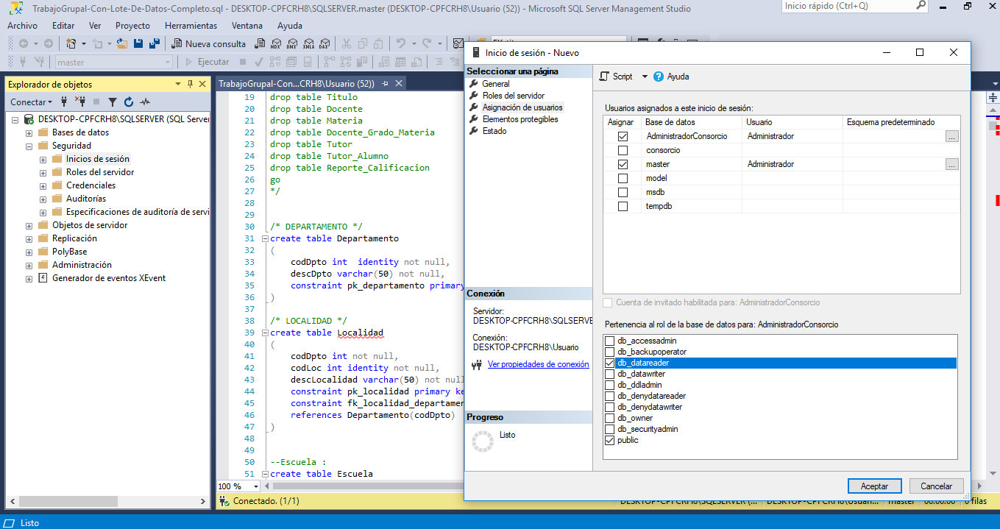 TrabajoGrupal-Con-Lote-De-Datos-Completo.sql - DESKTOP-CPFCRH8\SQLSERVER.master (DESKTOP-CPFCRH8\Usuario (52)) - Microsoft SQL Server Management Studio
Inicio rápido (Ctrl+Q)
Archivo Editar Ver Proyecto Herramientas Ventana Ayuda
Nueva consulta MDX DMX XMLA DAX
master Ejecutar
Explorador de objetos
Conectar
DESKTOP-CPFCRH8\SQLSERVER (SQL Server
Bases de datos
Seguridad
Inicios de sesión
Roles del servidor
Credenciales
Auditorías
Especificaciones de auditoría de servi
Objetos de servidor
Replicación
PolyBase
Administración
Generador de eventos XEvent
TrabajoGrupal-Con...CRH8\Usuario (52))
19 drop table Titulo
20 drop table Docente
21 drop table Materia
22 drop table Docente_Grado_Materia
23 drop table Tutor
24 drop table Tutor_Alumno
25 drop table Reporte_Calificacion
26 go
27 */
28
29
30 /* DEPARTAMENTO */
31 create table Departamento
32 (
33 codDpto int identity not null,
34 descDpto varchar(50) not null,
35 constraint pk_departamento primary
36 )
37
38 /* LOCALIDAD */
39 create table Localidad
40 (
41 codDpto int not null,
42 codLoc int identity not null,
43 descLocalidad varchar(50) not null
44 constraint pk_localidad primary ke
45 constraint fk_localidad_departamen
46 references Departamento(codDpto)
47 )
48
49
50 --Escuela :
51 create table Escuela
100 %
Conectado. (1/1)
DESKTOP-CPFCRH8\SQLSERVER (... DESKTOP-CPFCRH8\Usuari... master 00:00:00 0 filas
Listo
Inicio de sesión - Nuevo
Seleccionar una página
General
Roles del servidor
Asignación de usuarios
Elementos protegibles
Estado
Conexión
Servidor:
DESKTOP-CPFCRH8\SQLSERVE
Conexión:
DESKTOP-CPFCRH8\Usuario
Ver propiedades de conexión
Progreso
Listo
Script Ayuda
Usuarios asignados a este inicio de sesión:
Asignar Base de datos Usuario Esquema predeterminado
AdministradorConsorcio Administrador ...
consorcio
master Administrador ...
model
msdb
tempdb
Cuenta de invitado habilitada para: AdministradorConsorcio
Pertenencia al rol de la base de datos para: AdministradorConsorcio
db_accessadmin
db_backupoperator
db_datareader
db_datawriter
db_ddladmin
db_denydatareader
db_denydatawriter
db_owner
db_securityadmin
public
Aceptar Cancelar